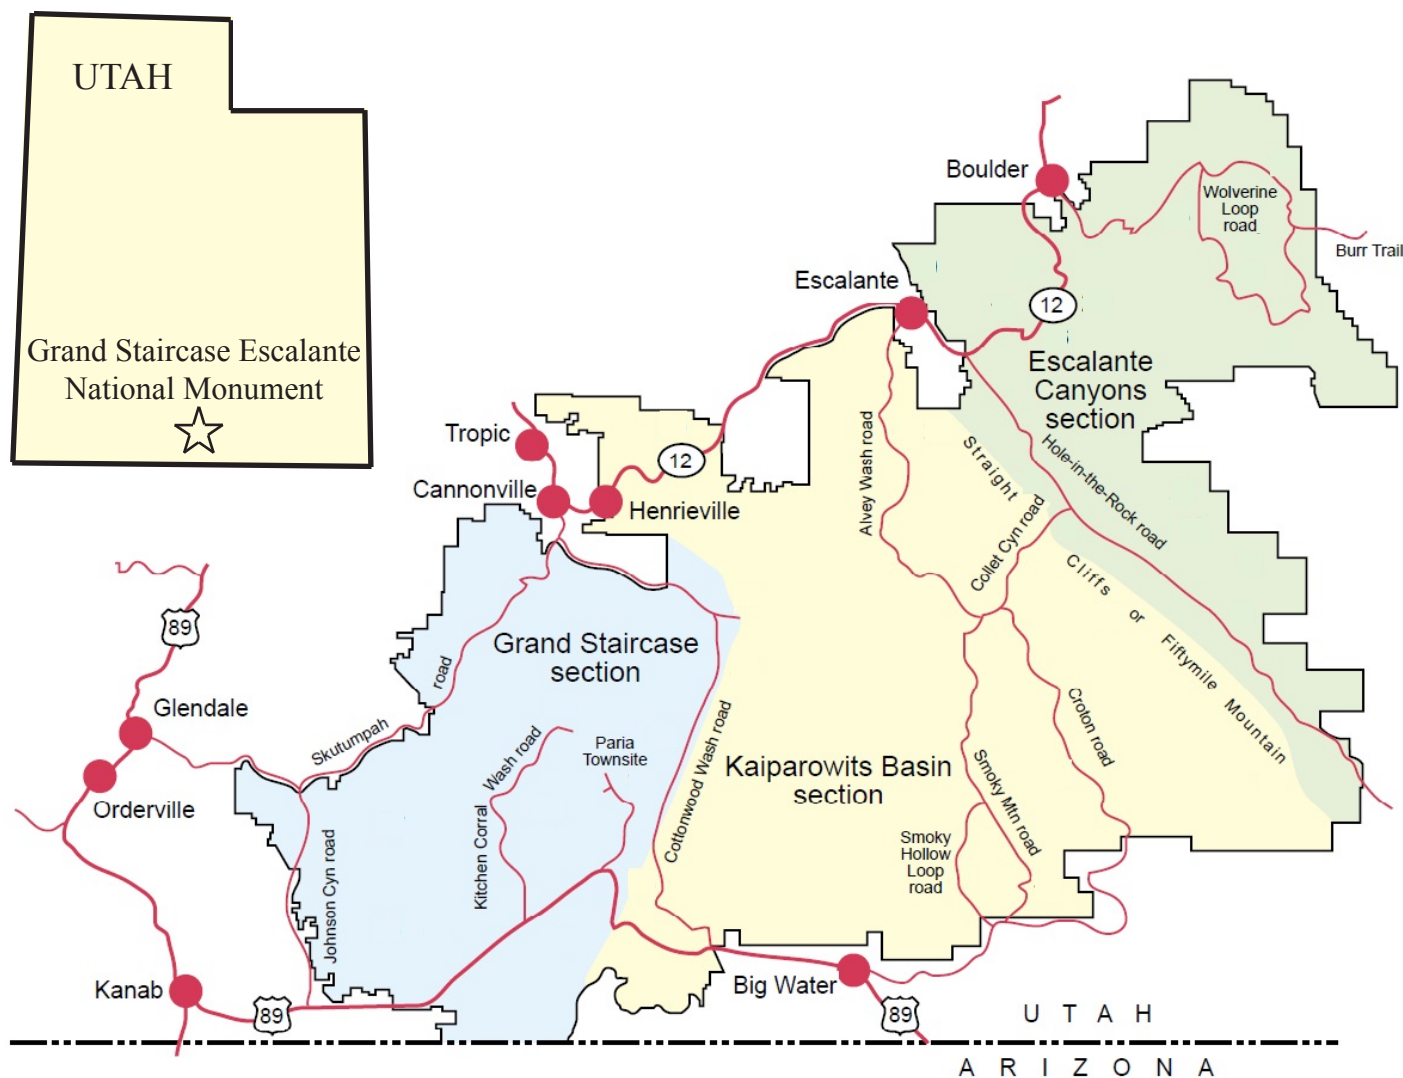 UTAH
Grand Staircase Escalante
National Monument
Boulder
Wolverine
Loop
road
Burr Trail
Escalante
12
Escalante
Canyons
section
Tropic
12
Cannonville
Henrieville
Alvey Wash road
Straight
Hole-in-the-Rock road
Collet Cyn road
Cliffs or Fiftymile Mountain
89
Grand Staircase
section
road
Glendale
Skutumpah
Wash road
Paria
Townsite
Cottonwood Wash road
Croton road
Kaiparowits Basin
section
Smoky Mtn road
Orderville
Kitchen Corral
Johnson Cyn road
Smoky
Hollow
Loop
road
Kanab
Big Water
89
89
UTAH
ARIZONA